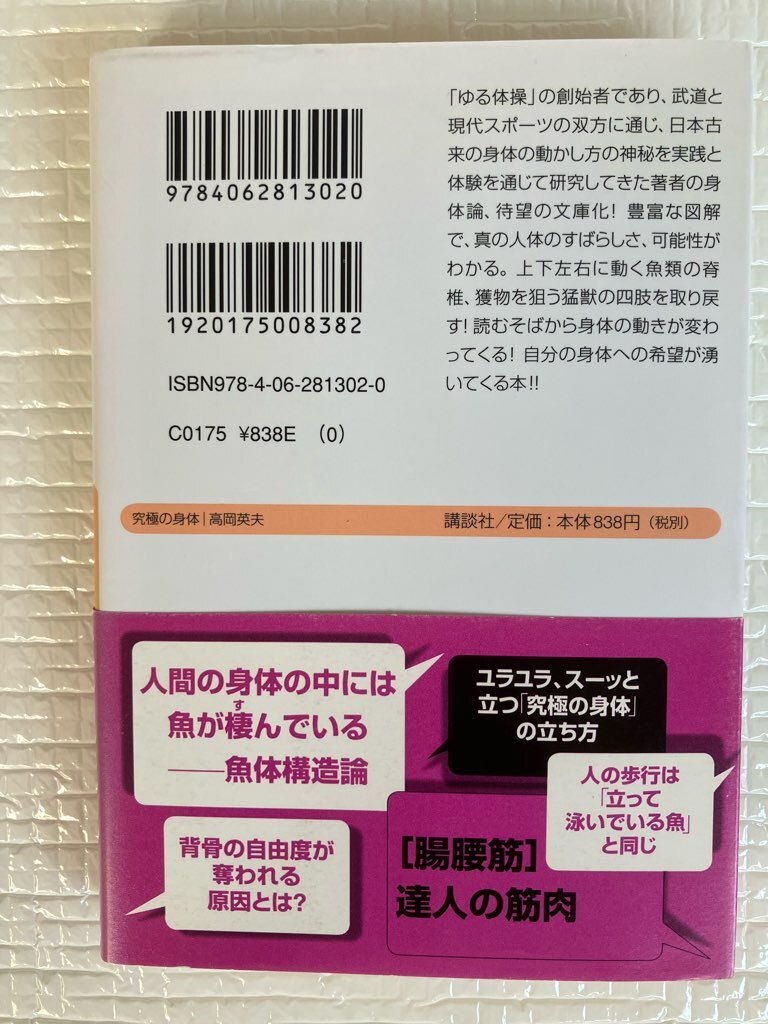 9784062813020
1920175008382
ISBN978-4-06-281302-0
C0175 ¥838E (0)
「ゆる体操」の創始者であり、武道と
現代スポーツの双方に通じ、日本古
来の身体の動かし方の神秘を実践と
体験を通じて研究してきた著者の身
体論、待望の文庫化! 豊富な図解
で、真の人体のすばらしさ、可能性が
わかる。上下左右に動く魚類の脊
椎、獲物を狙う猛獣の四肢を取り戻
す! 読むそばから身体の動きが変わ
ってくる! 自分の身体への希望が湧
いてくる本!!
究極の身体|高岡英夫
講談社/定価:本体838円(税別)
人間の身体の中には
す
魚が棲んでいる
――魚体構造論
ユラユラ、スーッと
立つ「究極の身体」
の立ち方
人の歩行は
「立って
泳いでいる魚」
と同じ
背骨の自由度が
奪われる
原因とは?
[腸腰筋]
達人の筋肉